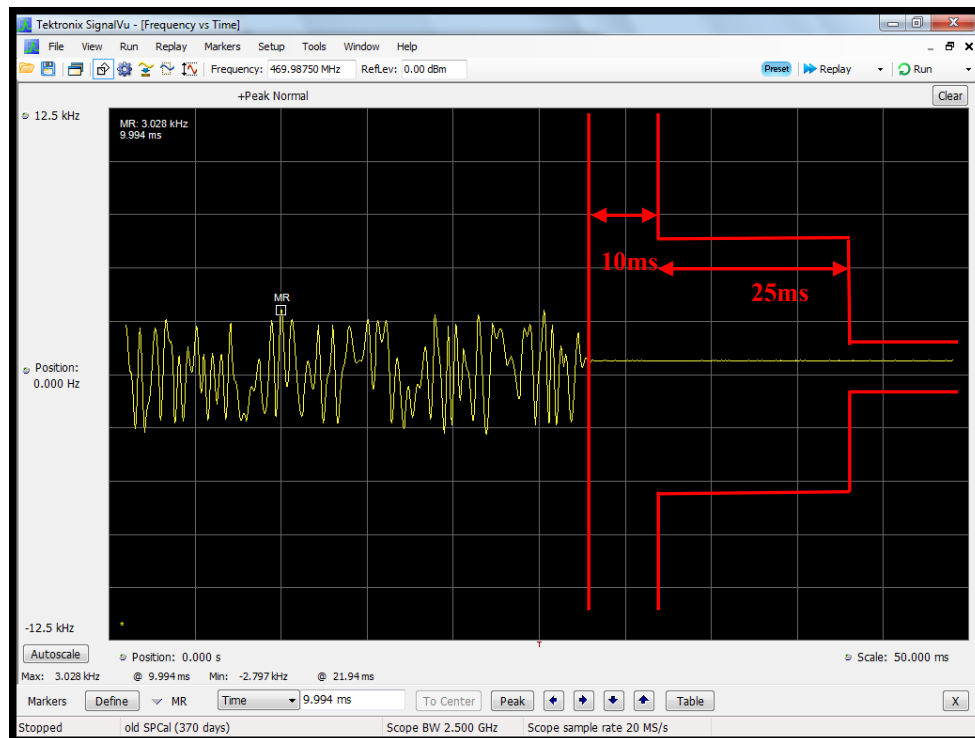 Tektronix SignalVu - [Frequency vs Time]
File View Run Replay Markers Setup Tools Window Help
Frequency: 469.98750 MHz RefLev: 0.00 dBm Preset Replay Run
+Peak Normal Clear
12.5 kHz
MR: 3.028 kHz
9.994 ms
10ms
25ms
MR
Position:
0.000 Hz
-12.5 kHz
*
T
Autoscale Position: 0.000 s Scale: 50.000 ms
Max: 3.028 kHz @ 9.994 ms Min: -2.797 kHz @ 21.94 ms
Markers Define MR Time 9.994 ms To Center Peak Table X
Stopped old SPCal (370 days) Scope BW 2.500 GHz Scope sample rate 20 MS/s